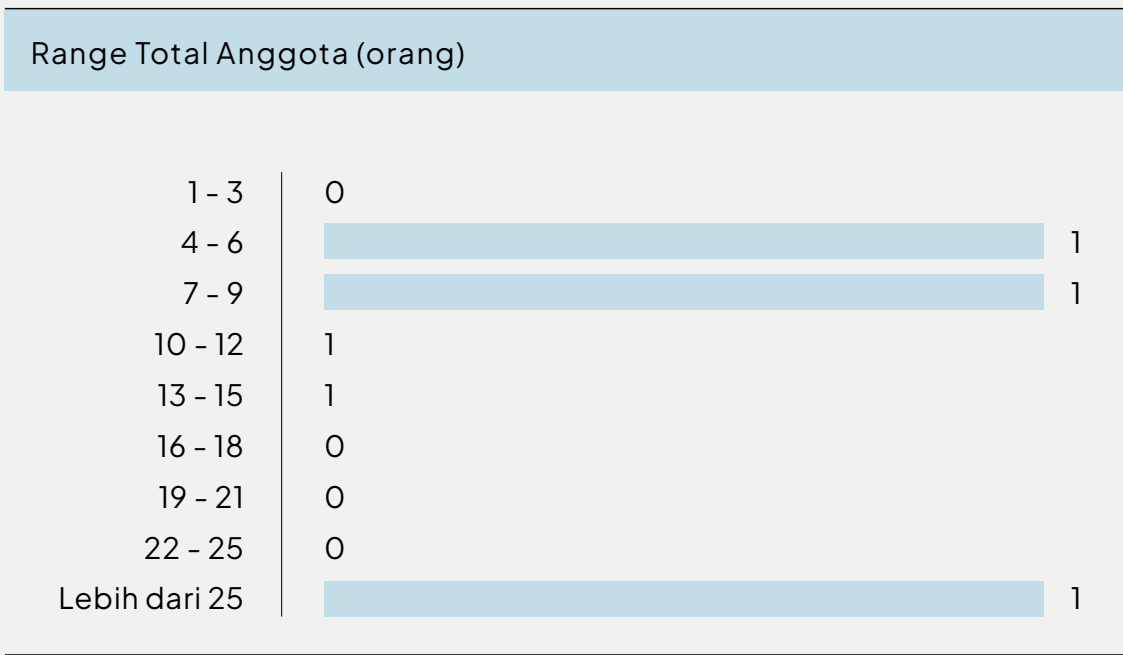 Range Total Anggota (orang)
1 - 3 0
4 - 6 1
7 - 9 1
10 - 12 1
13 - 15 1
16 - 18 0
19 - 21 0
22 - 25 0
Lebih dari 25 1